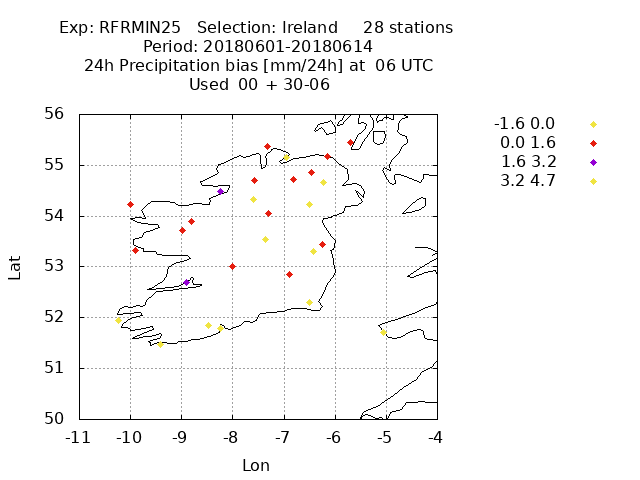 Exp: RFRMIN25 Selection: Ireland 28 stations
Period: 20180601-20180614
24h Precipitation bias [mm/24h] at 06 UTC
Used 00 + 30-06
56
55
54
53
52
51
50
-11 -10 -9 -8 -7 -6 -5 -4
Lat
Lon
-1.6 0.0
0.0 1.6
1.6 3.2
3.2 4.7